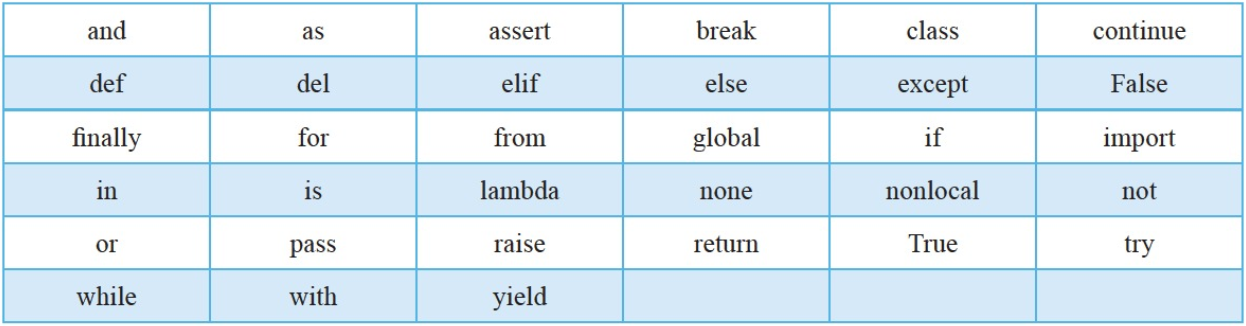 and as assert break class continue
def del elif else except False
finally for from global if import
in is lambda none nonlocal not
or pass raise return True try
while with yield